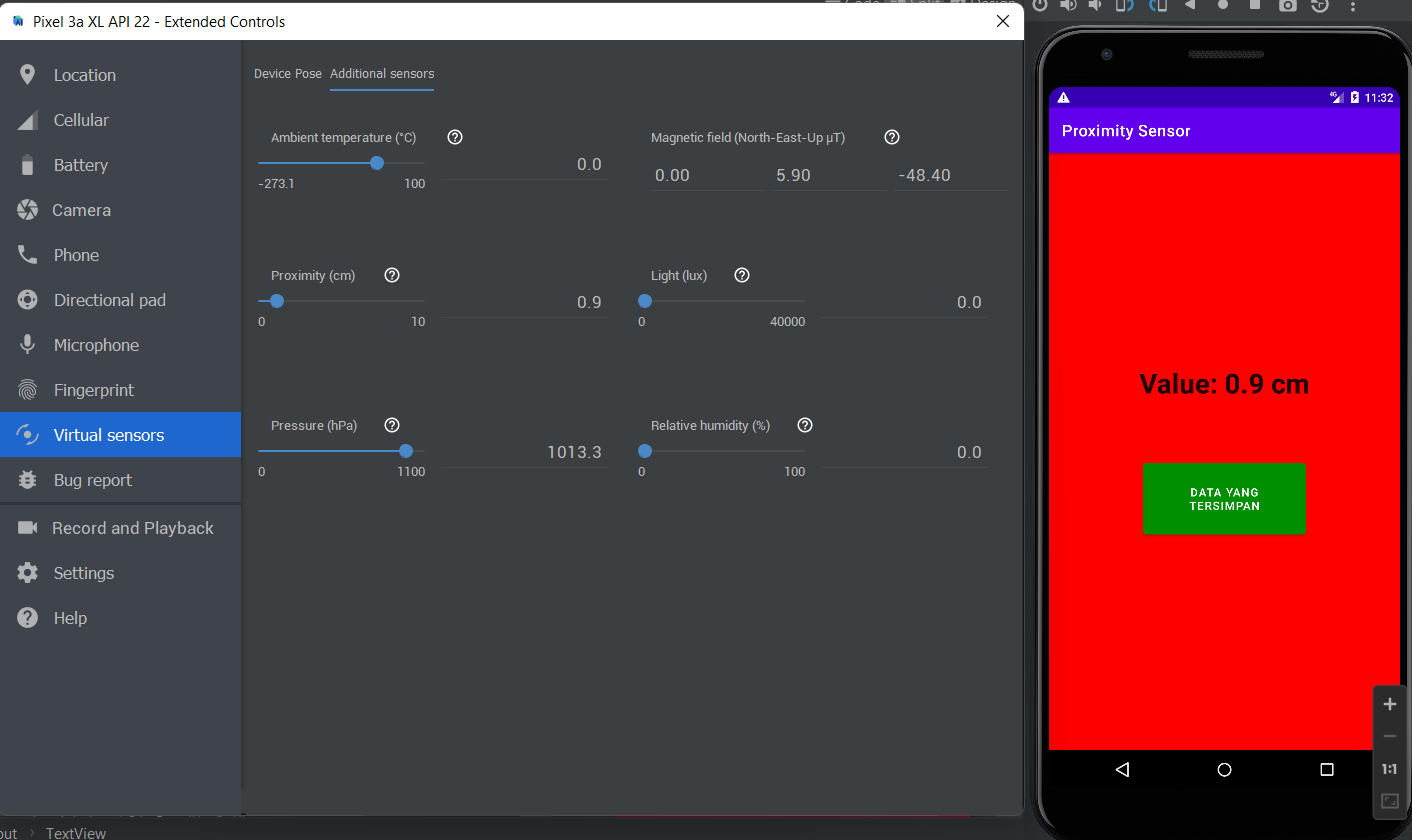 Pixel 3a XL API 22 - Extended Controls
Location
Cellular
Battery
Camera
Phone
Directional pad
Microphone
Fingerprint
Virtual sensors
Bug report
Record and Playback
Settings
Help
Device Pose Additional sensors
Ambient temperature (°C)
0.0
-273.1 100
Magnetic field (North-East-Up µT)
0.00 5.90 -48.40
Proximity (cm)
0.9
0 10
Light (lux)
0.0
0 40000
Pressure (hPa)
1013.3
0 1100
Relative humidity (%)
0.0
0 100
4G 11:32
Proximity Sensor
Value: 0.9 cm
DATA YANG
TERSIMPAN
1:1
out › TextView